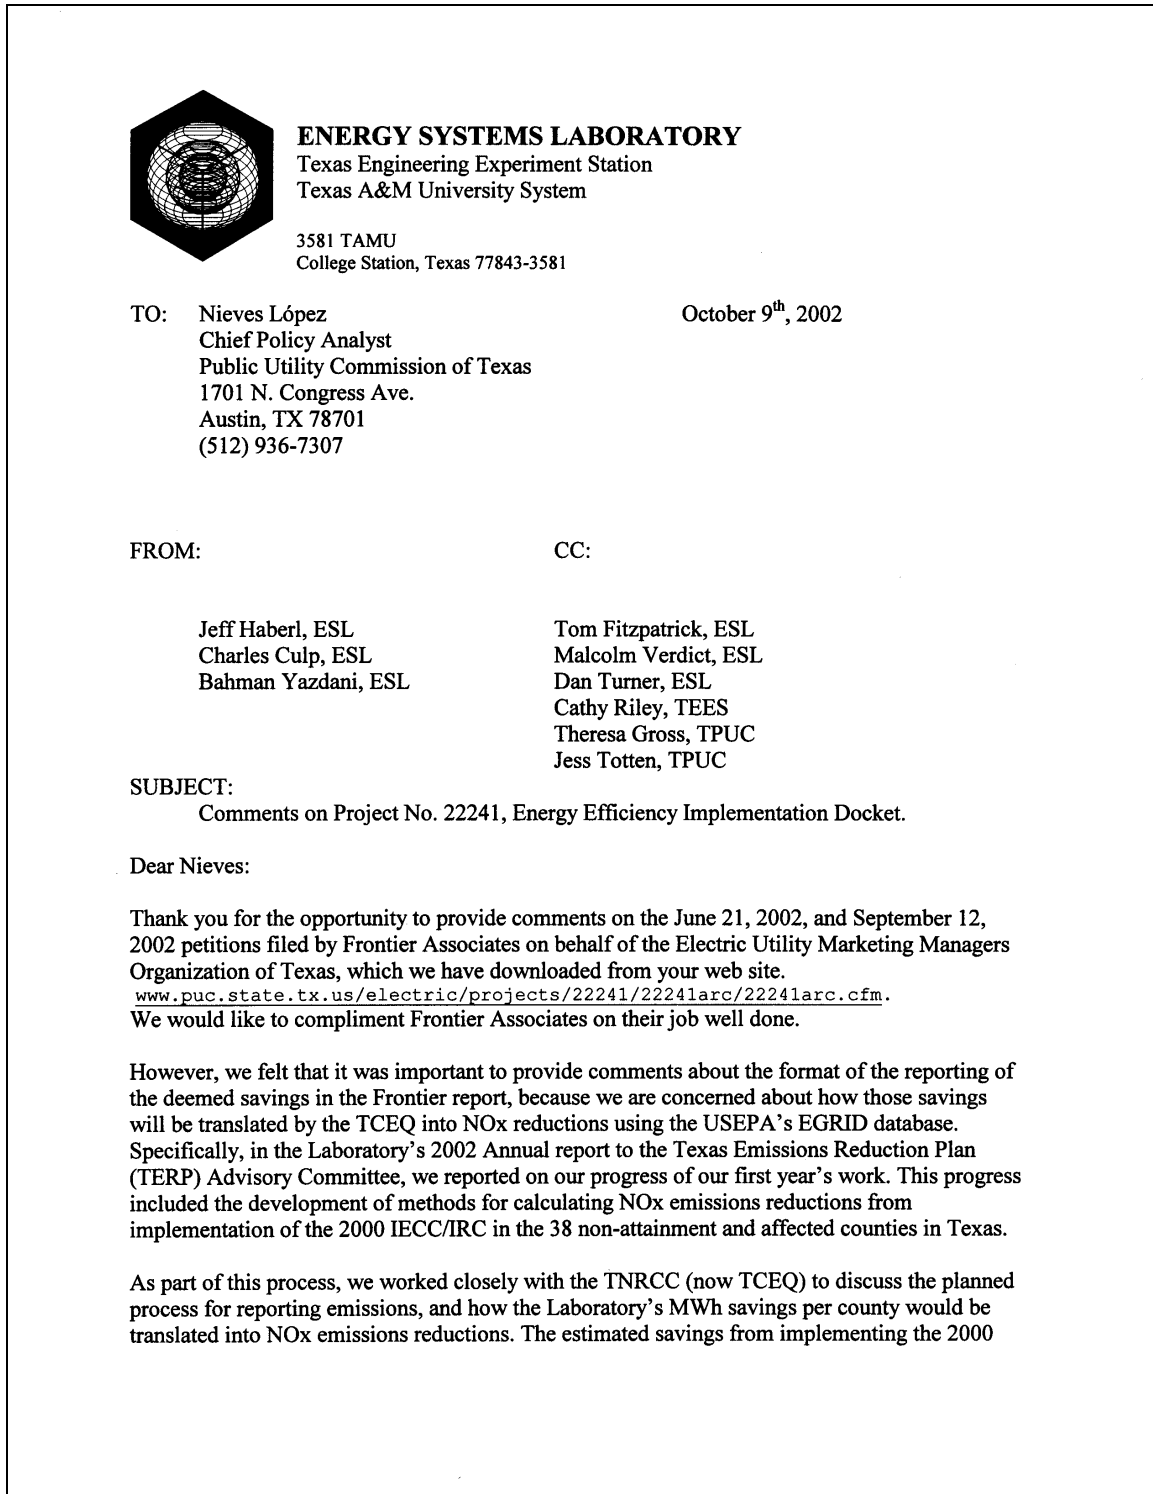 ENERGY SYSTEMS LABORATORY
Texas Engineering Experiment Station
Texas A&M University System
3581 TAMU
College Station, Texas 77843-3581
TO: Nieves López October 9th, 2002
Chief Policy Analyst
Public Utility Commission of Texas
1701 N. Congress Ave.
Austin, TX 78701
(512) 936-7307
FROM: CC:
Jeff Haberl, ESL Tom Fitzpatrick, ESL
Charles Culp, ESL Malcolm Verdict, ESL
Bahman Yazdani, ESL Dan Turner, ESL
Cathy Riley, TEES
Theresa Gross, TPUC
Jess Totten, TPUC
SUBJECT:
Comments on Project No. 22241, Energy Efficiency Implementation Docket.
Dear Nieves:
Thank you for the opportunity to provide comments on the June 21, 2002, and September 12,
2002 petitions filed by Frontier Associates on behalf of the Electric Utility Marketing Managers
Organization of Texas, which we have downloaded from your web site.
www.puc.state.tx.us/electric/projects/22241/22241arc/22241arc.cfm.
We would like to compliment Frontier Associates on their job well done.
However, we felt that it was important to provide comments about the format of the reporting of
the deemed savings in the Frontier report, because we are concerned about how those savings
will be translated by the TCEQ into NOx reductions using the USEPA's EGRID database.
Specifically, in the Laboratory's 2002 Annual report to the Texas Emissions Reduction Plan
(TERP) Advisory Committee, we reported on our progress of our first year's work. This progress
included the development of methods for calculating NOx emissions reductions from
implementation of the 2000 IECC/IRC in the 38 non-attainment and affected counties in Texas.
As part of this process, we worked closely with the TNRCC (now TCEQ) to discuss the planned
process for reporting emissions, and how the Laboratory's MWh savings per county would be
translated into NOx emissions reductions. The estimated savings from implementing the 2000